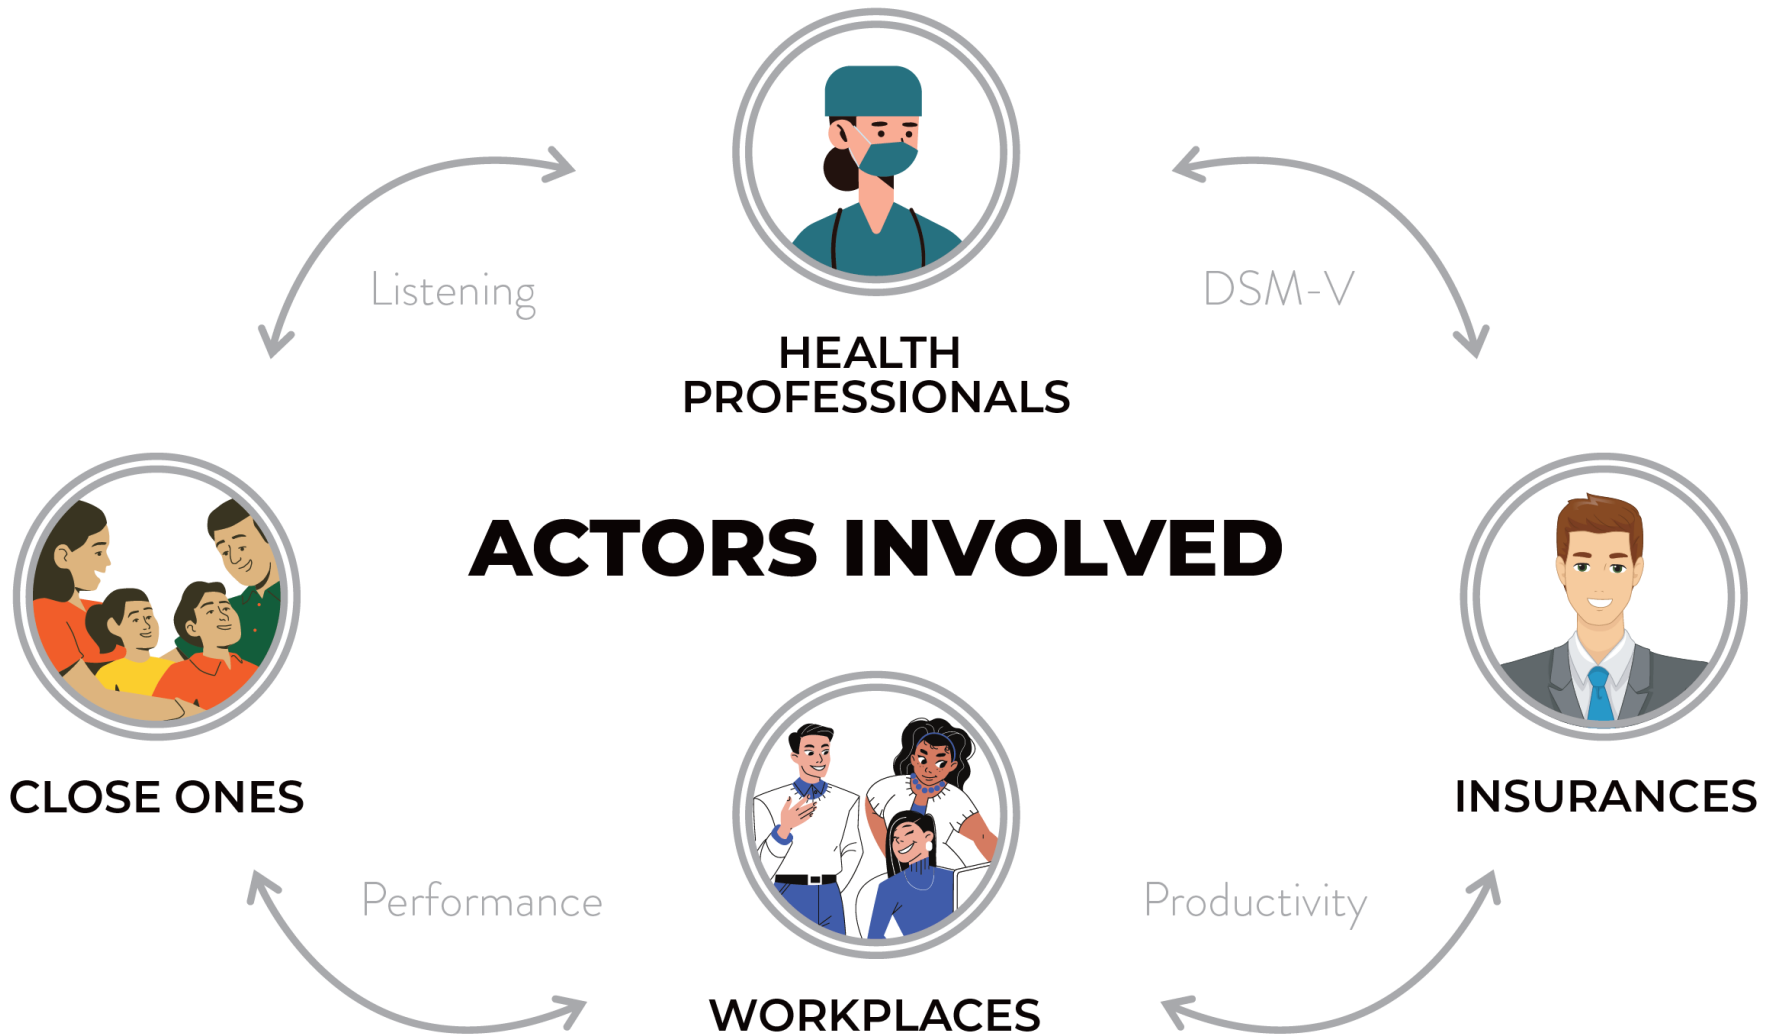 Listening
DSM-V
HEALTH
PROFESSIONALS
ACTORS INVOLVED
CLOSE ONES
INSURANCES
Performance
Productivity
WORKPLACES